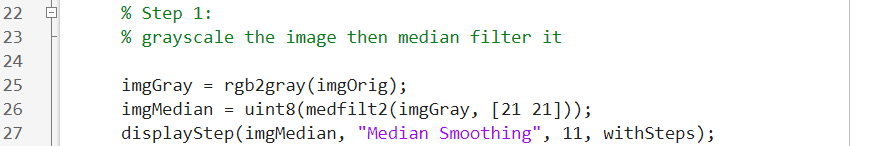 22 % Step 1:
23 % grayscale the image then median filter it
24
25 imgGray = rgb2gray(imgOrig);
26 imgMedian = uint8(medfilt2(imgGray, [21 21]));
27 displayStep(imgMedian, "Median Smoothing", 11, withSteps);